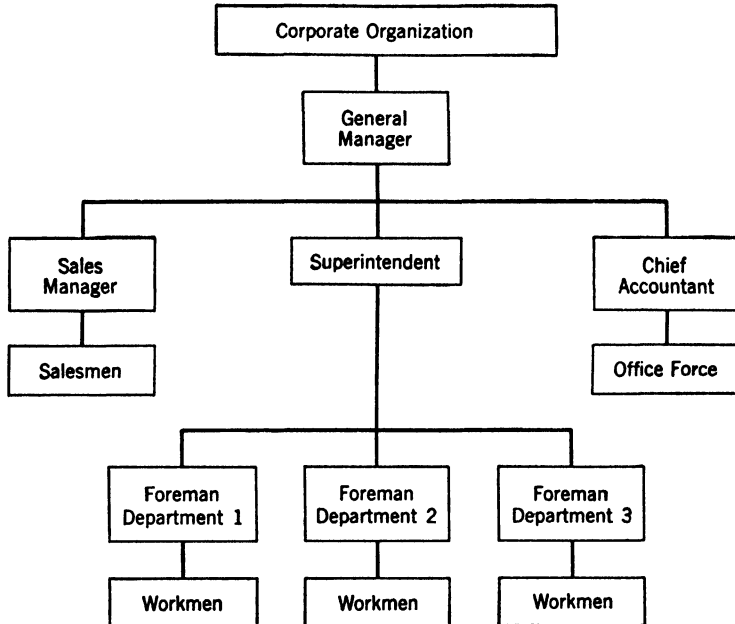 Corporate Organization
General
Manager
Sales
Manager
Superintendent
Chief
Accountant
Salesmen
Office Force
Foreman
Department 1
Foreman
Department 2
Foreman
Department 3
Workmen
Workmen
Workmen